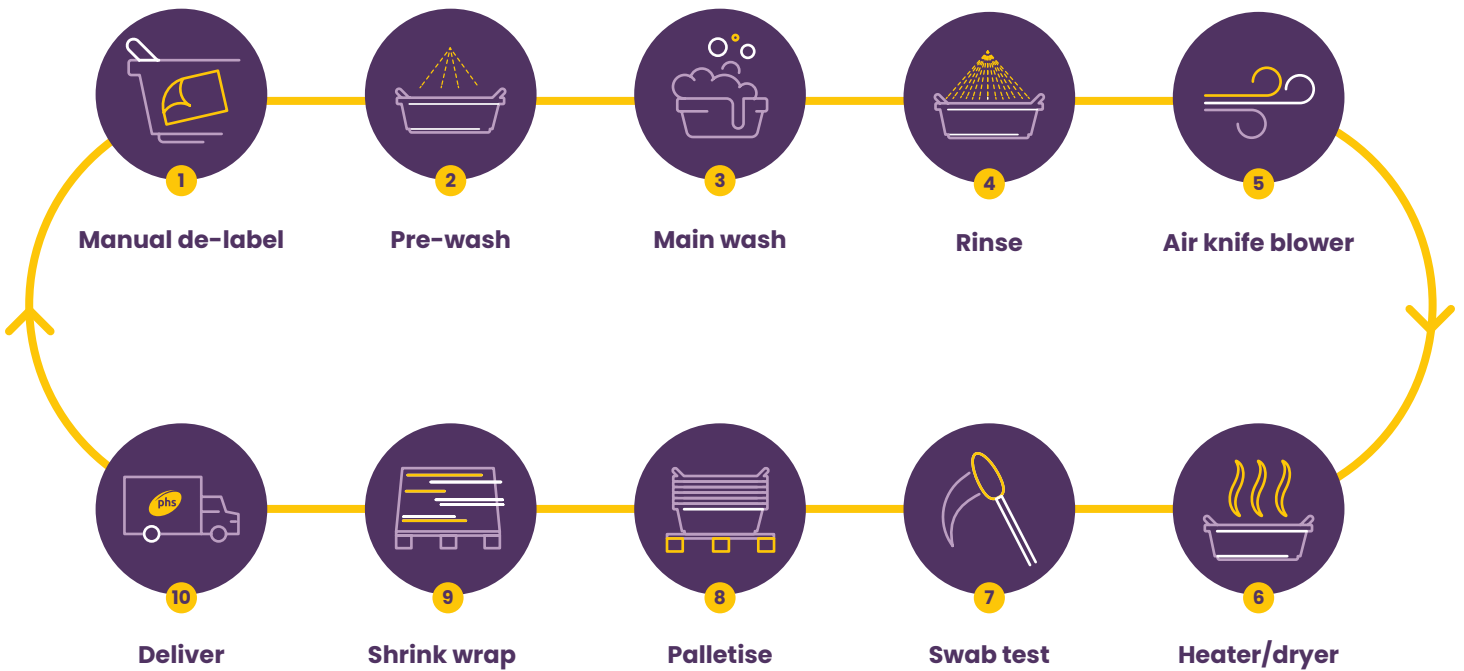 1
Manual de-label
2
Pre-wash
3
Main wash
4
Rinse
5
Air knife blower
6
Heater/dryer
7
Swab test
8
Palletise
9
Shrink wrap
phs
10
Deliver